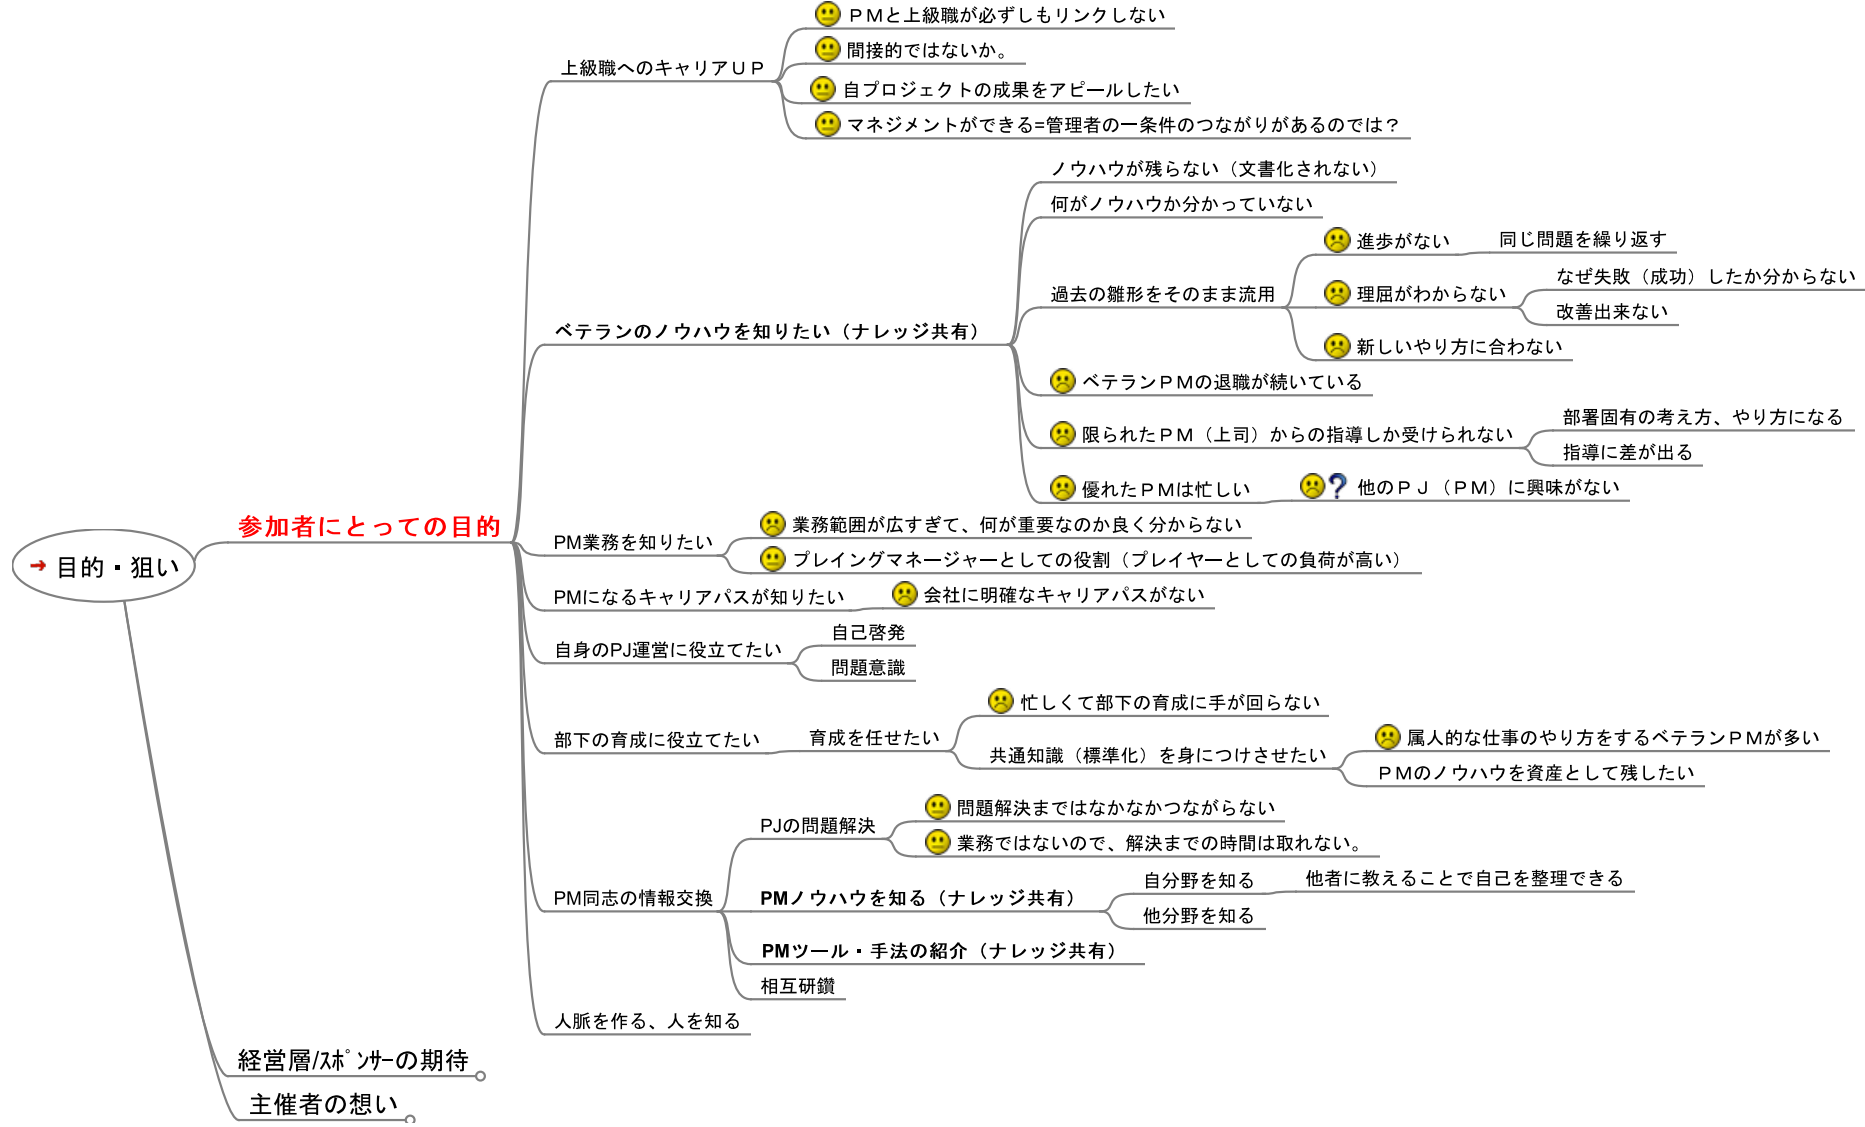 目的・狙い
参加者にとっての目的
上級職へのキャリアＵＰ
ＰＭと上級職が必ずしもリンクしない
間接的ではないか。
自プロジェクトの成果をアピールしたい
マネジメントができる=管理者の一条件のつながりがあるのでは？
ベテランのノウハウを知りたい（ナレッジ共有）
ノウハウが残らない（文書化されない）
何がノウハウか分かっていない
過去の雛形をそのまま流用
進歩がない
同じ問題を繰り返す
理屈がわからない
なぜ失敗（成功）したか分からない
改善出来ない
新しいやり方に合わない
ベテランＰＭの退職が続いている
限られたＰＭ（上司）からの指導しか受けられない
部署固有の考え方、やり方になる
指導に差が出る
優れたＰＭは忙しい
他のＰＪ（ＰＭ）に興味がない
PM業務を知りたい
業務範囲が広すぎて、何が重要なのか良く分からない
プレイングマネージャーとしての役割（プレイヤーとしての負荷が高い）
PMになるキャリアパスが知りたい
会社に明確なキャリアパスがない
自身のPJ運営に役立てたい
自己啓発
問題意識
部下の育成に役立てたい
育成を任せたい
忙しくて部下の育成に手が回らない
共通知識（標準化）を身につけさせたい
属人的な仕事のやり方をするベテランＰＭが多い
ＰＭのノウハウを資産として残したい
PM同志の情報交換
PJの問題解決
問題解決まではなかなかつながらない
業務ではないので、解決までの時間は取れない。
PMノウハウを知る（ナレッジ共有）
自分野を知る
他者に教えることで自己を整理できる
他分野を知る
PMツール・手法の紹介（ナレッジ共有）
相互研鑽
人脈を作る、人を知る
経営層/ｽﾎﾟﾝｻｰの期待
主催者の想い